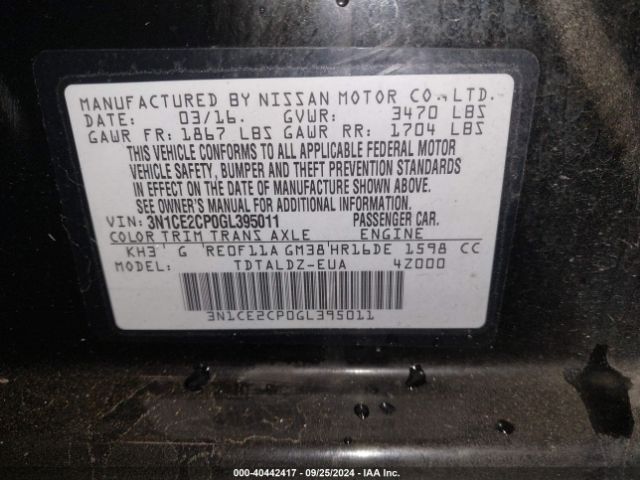 MANUFACTURED BY NISSAN MOTOR CO., LTD.
DATE: 03/16. GVWR: 3470 LBS
GAWR FR: 1867 LBS GAWR RR: 1704 LBS
THIS VEHICLE CONFORMS TO ALL APPLICABLE FEDERAL MOTOR
VEHICLE SAFETY, BUMPER AND THEFT PREVENTION STANDARDS
IN EFFECT ON THE DATE OF MANUFACTURE SHOWN ABOVE.
SEE OWNER'S MANUAL FOR ADDITIONAL INFORMATION.
VIN: 3N1CE2CP0GL395011 PASSENGER CAR.
COLOR TRIM TRANS AXLE ENGINE
KH3' G 'RE0F11A GM38'HR16DE 1598 CC
MODEL: TDTALDZ-EUA 4Z000
3N1CE2CP0GL395011
000-40442417 - 09/25/2024 - IAA Inc.